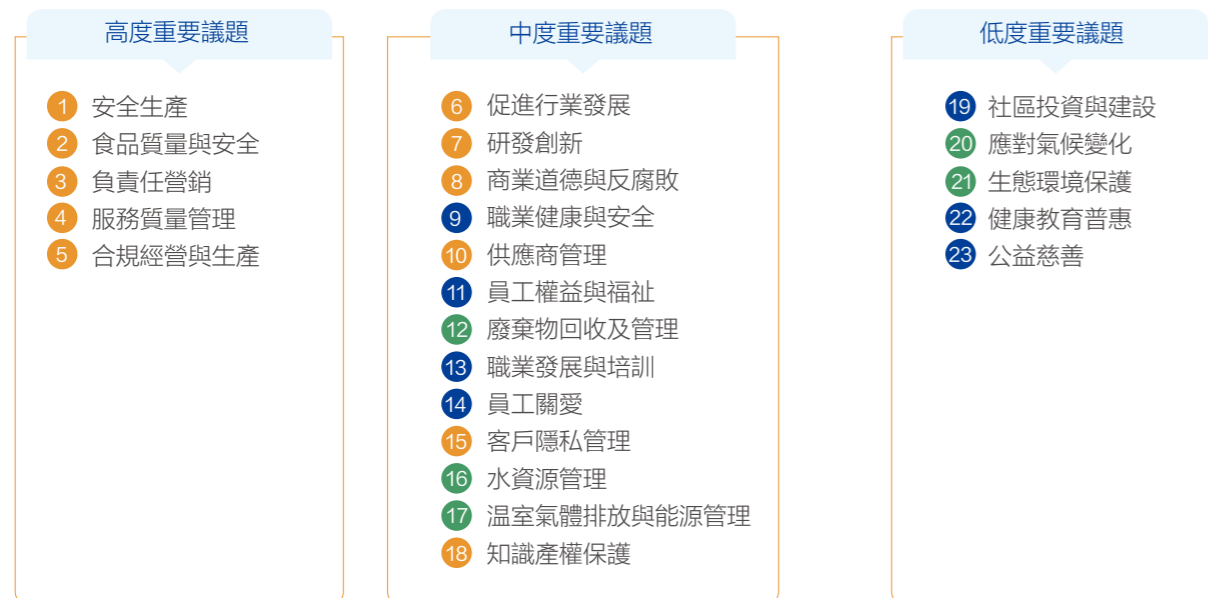 高度重要議題
1 安全生產
2 食品質量與安全
3 負責任營銷
4 服務質量管理
5 合規經營與生產
中度重要議題
6 促進行業發展
7 研發創新
8 商業道德與反腐敗
9 職業健康與安全
10 供應商管理
11 員工權益與福祉
12 廢棄物回收及管理
13 職業發展與培訓
14 員工關愛
15 客戶隱私管理
16 水資源管理
17 温室氣體排放與能源管理
18 知識產權保護
低度重要議題
19 社區投資與建設
20 應對氣候變化
21 生態環境保護
22 健康教育普惠
23 公益慈善